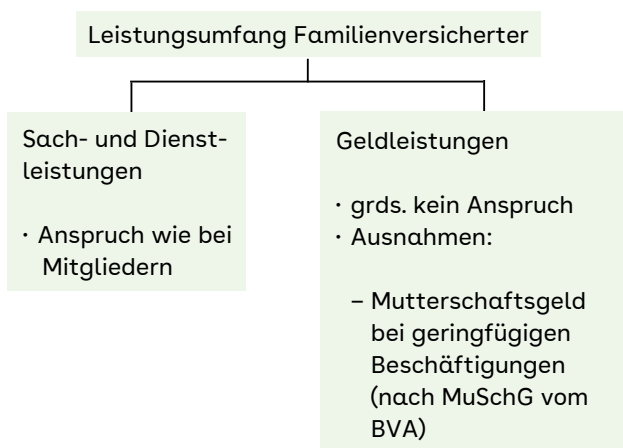 Leistungsumfang Familienversicherter
Sach- und Dienst-
leistungen
· Anspruch wie bei
Mitgliedern
Geldleistungen
· grds. kein Anspruch
· Ausnahmen:
– Mutterschaftsgeld
bei geringfügigen
Beschäftigungen
(nach MuSchG vom
BVA)